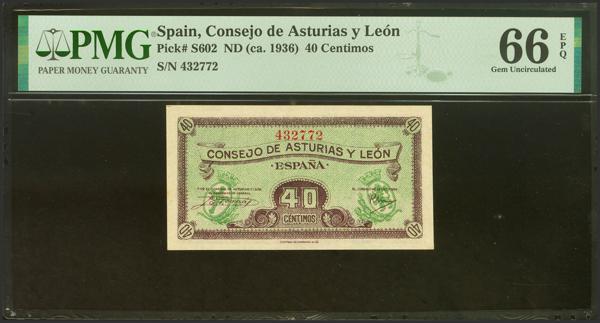 PMG
PAPER MONEY GUARANTY
Spain, Consejo de Asturias y León
Pick# S602 ND (ca. 1936) 40 Centimos
S/N 432772
66 EPQ
Gem Uncirculated
40 40
432772
CONSEJO DE ASTURIAS Y LEÓN
·ESPAÑA·
40
CENTIMOS
40 40